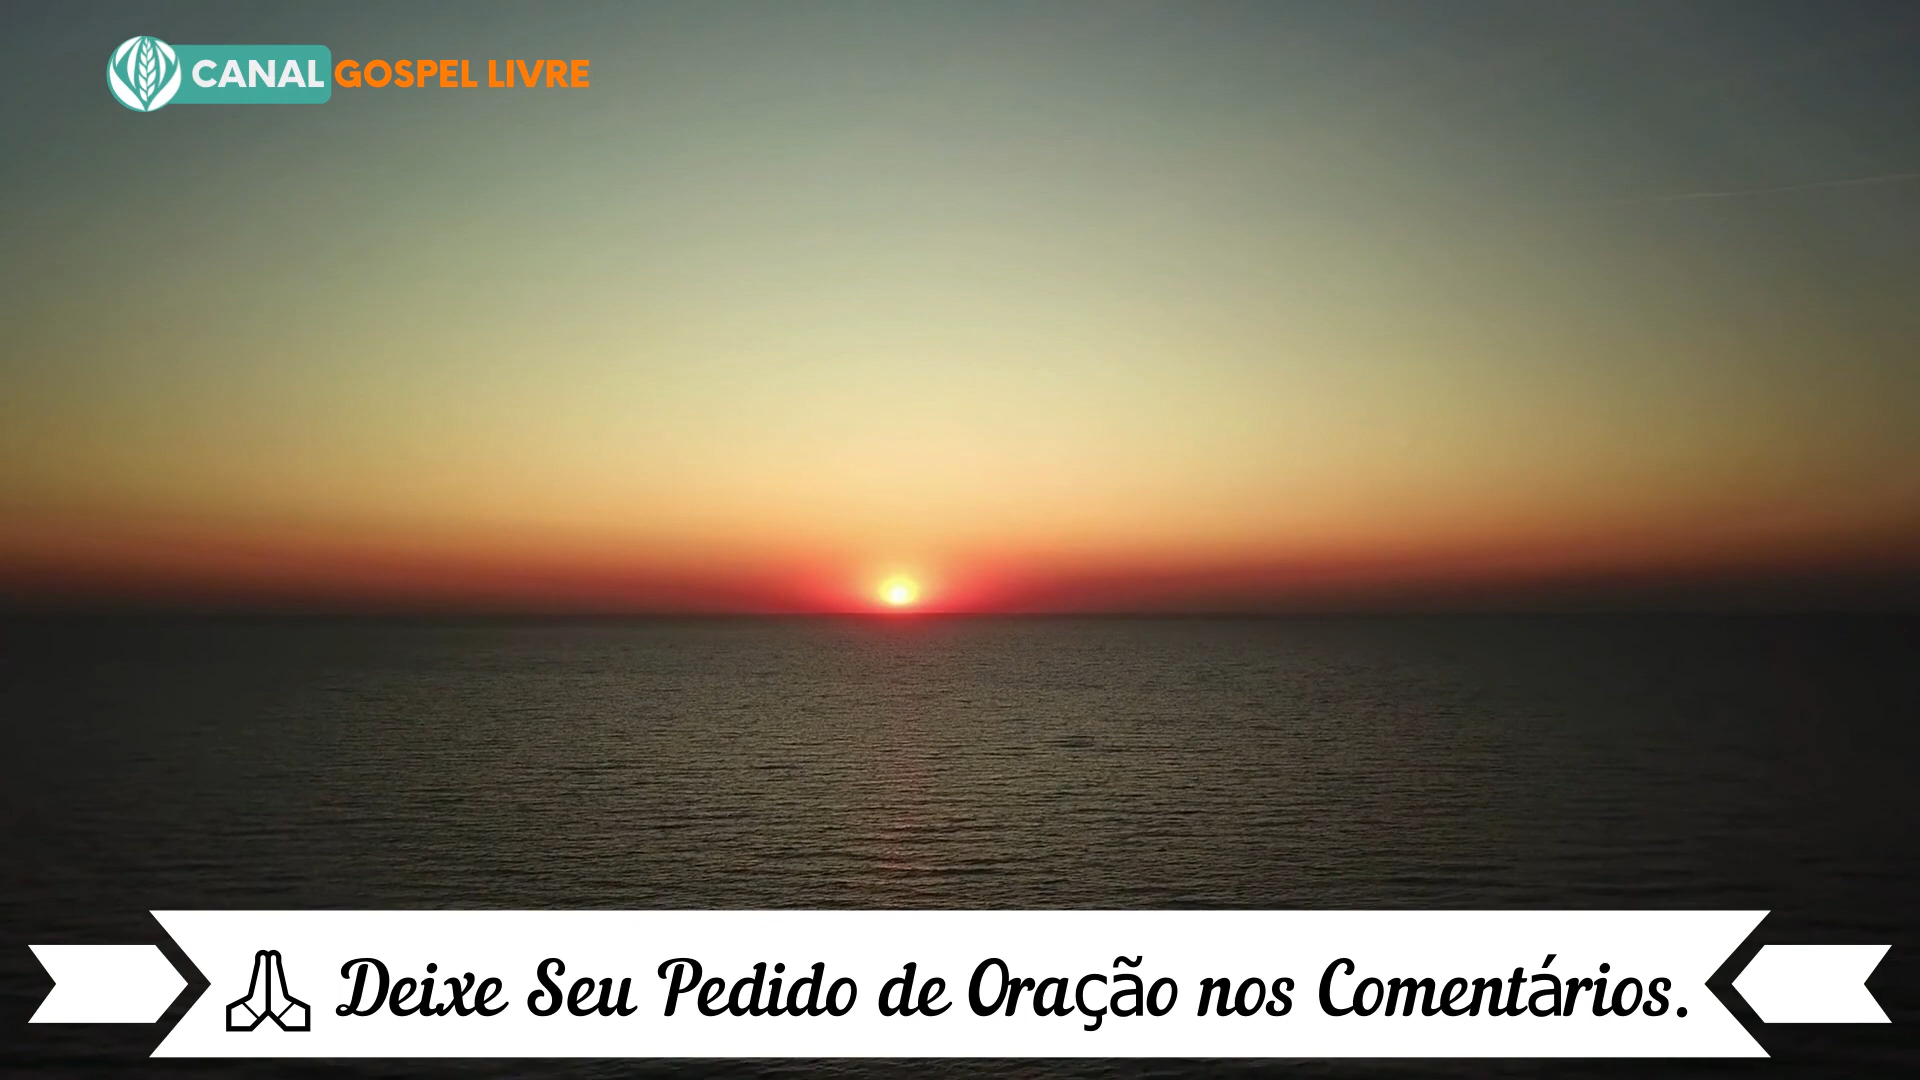 CANAL GOSPEL LIVRE
Deixe Seu Pedido de Oração nos Comentários.